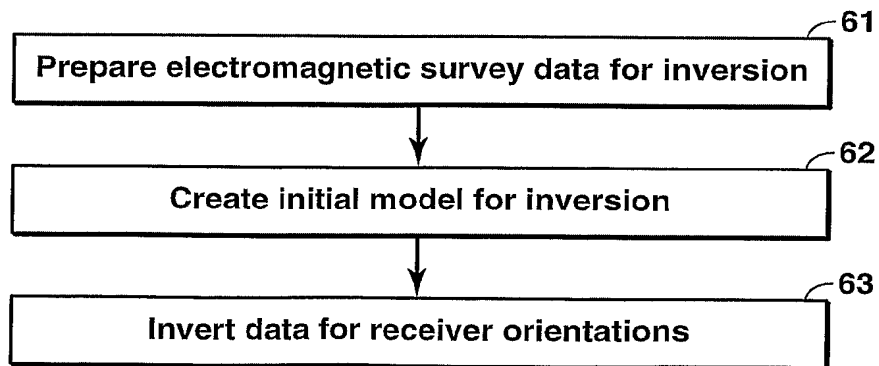 61
Prepare electromagnetic survey data for inversion
62
Create initial model for inversion
63
Invert data for receiver orientations